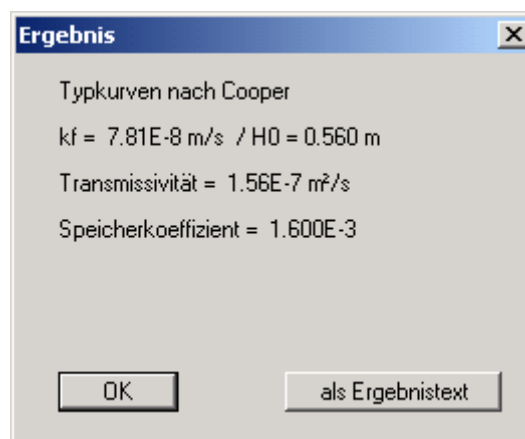 Ergebnis
Typkurven nach Cooper
kf = 7.81E-8 m/s / H0 = 0.560 m
Transmissivität = 1.56E-7 m²/s
Speicherkoeffizient = 1.600E-3
OK
als Ergebnistext